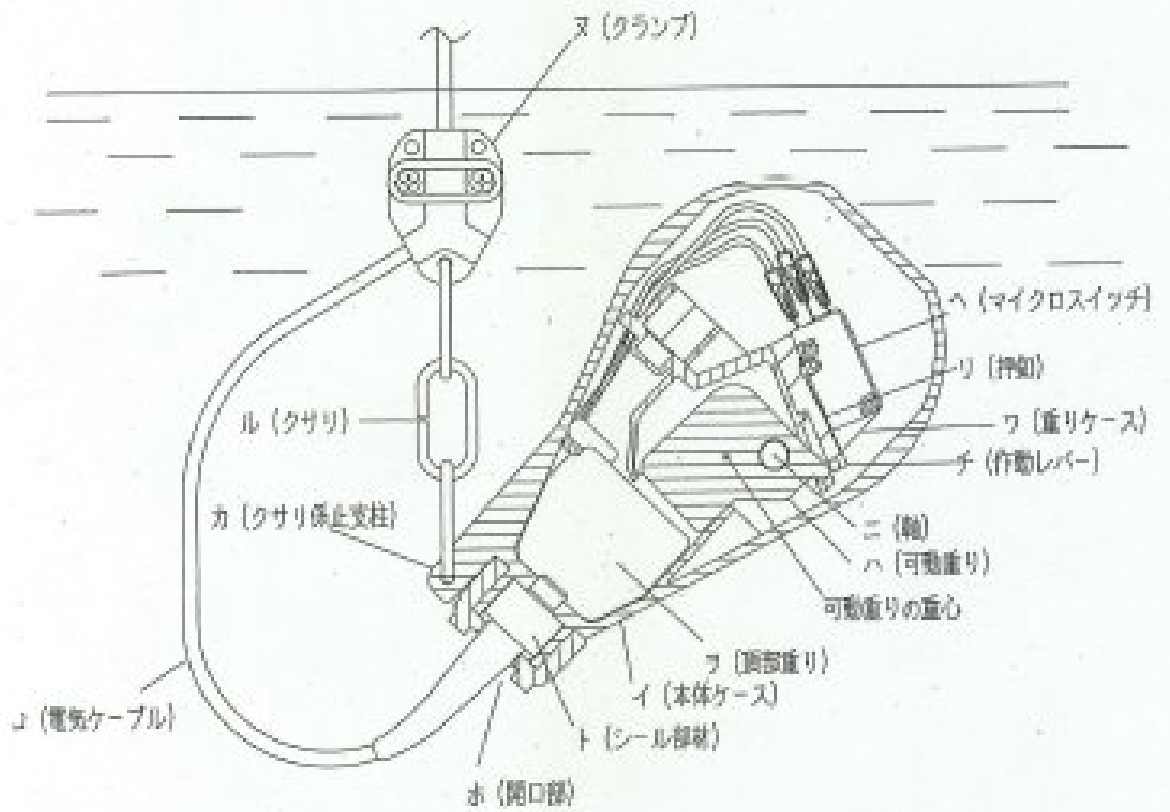 ヌ (クランプ)
ヘ (マイクロスイッチ)
リ (押釦)
ワ (重りケース)
チ (作動レバー)
ル (クサリ)
カ (クサリ係止支柱)
ニ (軸)
ハ (可動重り)
可動重りの重心
ヲ (頭部重り)
イ (本体ケース)
(電気ケーブル)
ト (シール部材)
ホ (開口部)